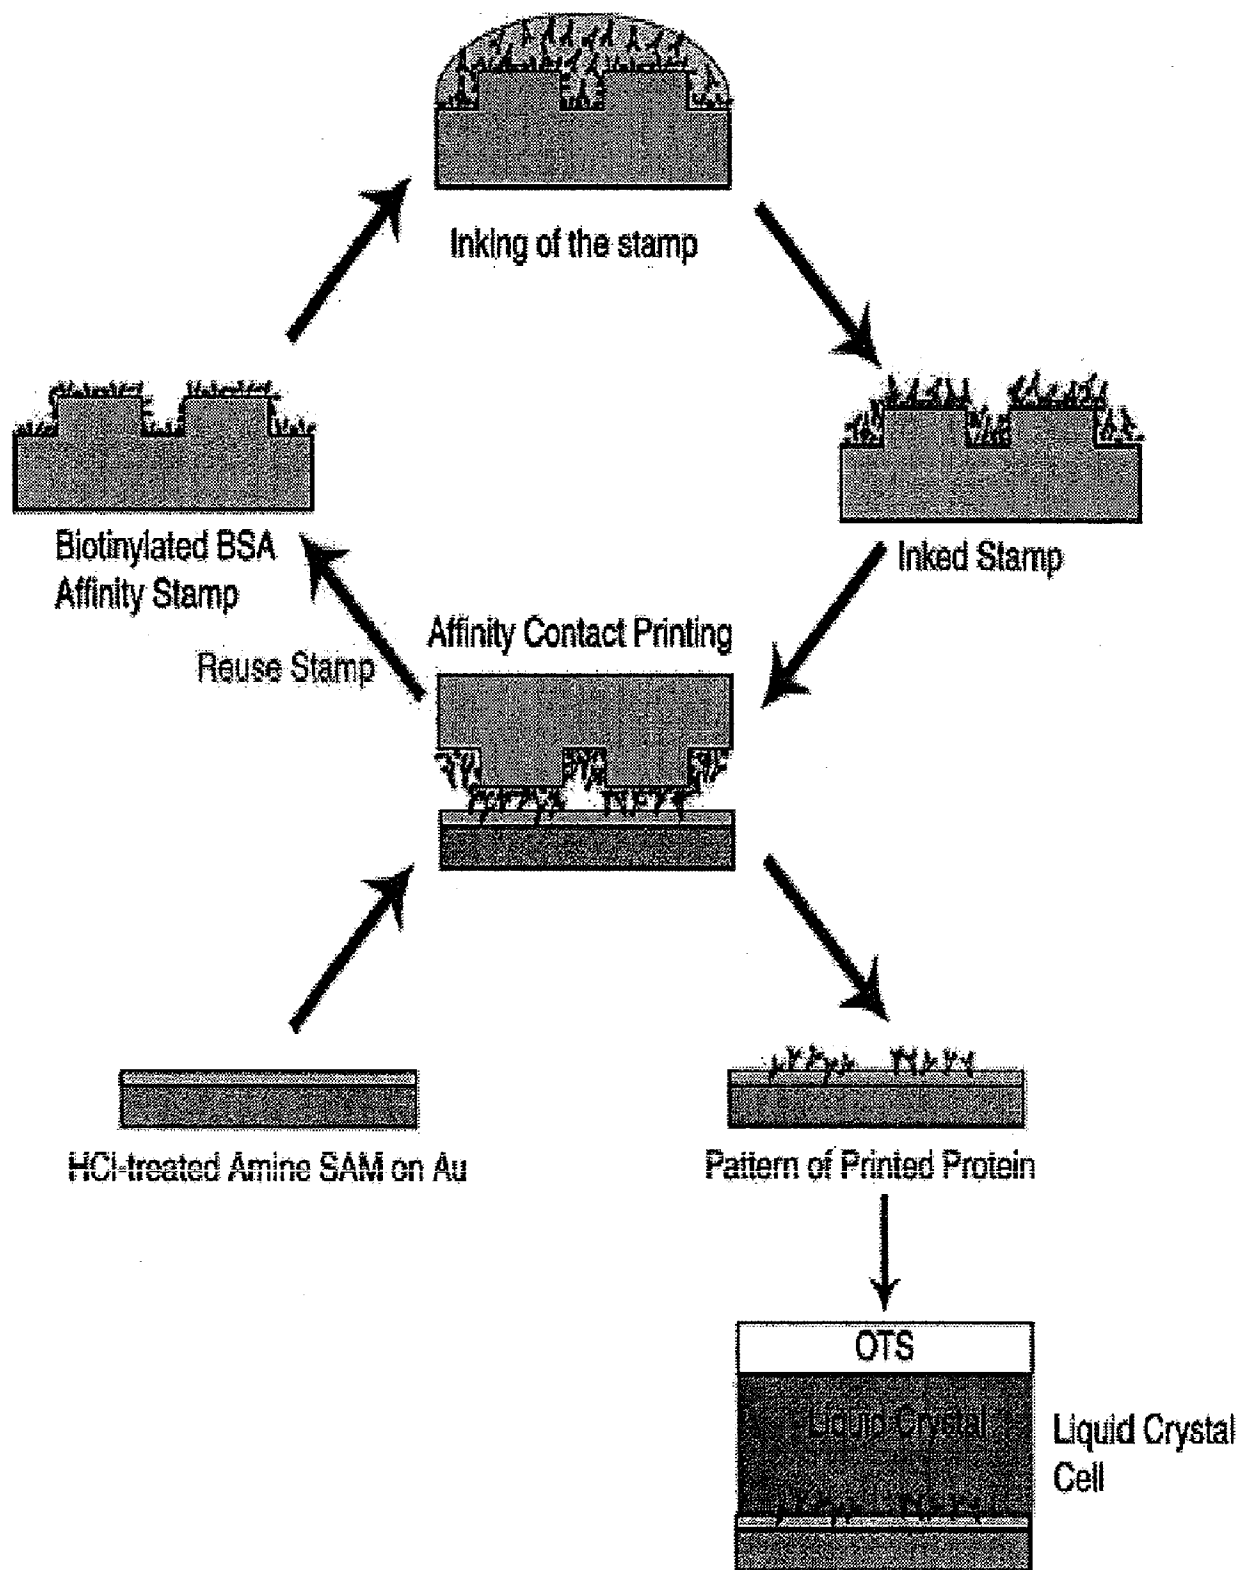 Inking of the stamp
Biotinylated BSA
Affinity Stamp
Inked Stamp
Affinity Contact Printing
Reuse Stamp
HCl-treated Amine SAM on Au
Pattern of Printed Protein
OTS
Liquid Crystal
Liquid Crystal
Cell